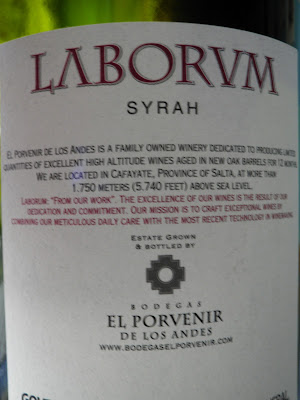 LABORVM
SYRAH
EL PORVENIR DE LOS ANDES IS A FAMILY OWNED WINERY DEDICATED TO PRODUCING LIMITED
QUANTITIES OF EXCELLENT HIGH ALTITUDE WINES AGED IN NEW OAK BARRELS FOR 12
WE ARE LOCATED IN CAFAYATE, PROVINCE OF SALTA, AT MORE THAN
1.750 METERS (5.740 FEET) ABOVE SEA LEVEL.
LABORUM: "FROM OUR WORK". THE EXCELLENCE OF OUR WINES IS THE RESULT OF OUR
DEDICATION AND COMMITMENT. OUR MISSION IS TO CRAFT EXCEPTIONAL WINES BY
COMBINING OUR METICULOUS DAILY CARE WITH THE MOST RECENT TECHNOLOGY IN WINEMAKING.
ESTATE GROWN
& BOTTLED BY
BODEGAS
EL PORVENIR
DE LOS ANDES
WWW.BODEGASELPORVENIR.COM